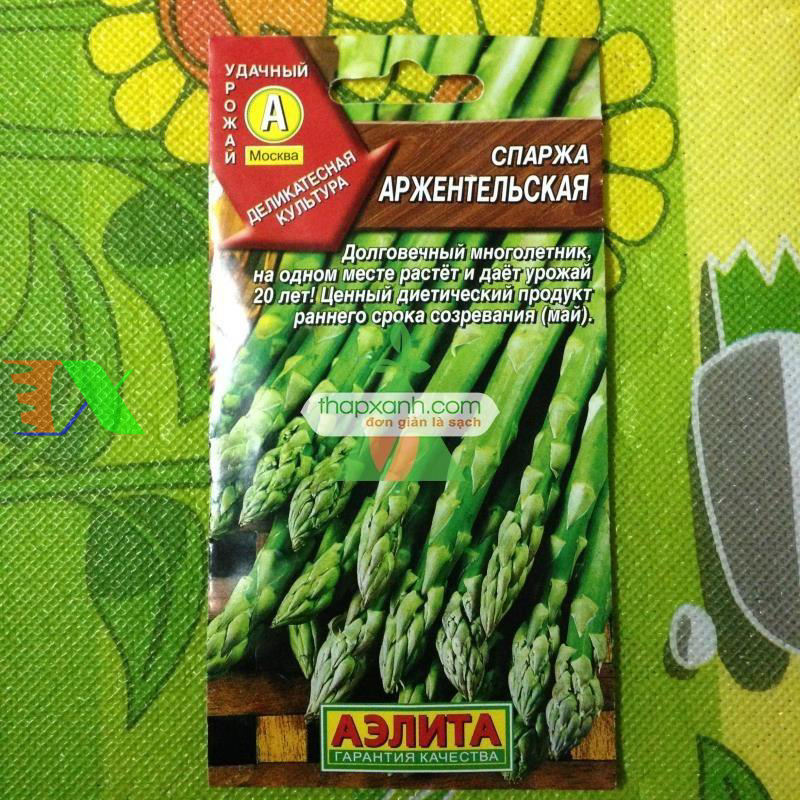 УДАЧНЫЙ
УРОЖАЙ
А
Москва
ДЕЛИКАТЕСНАЯ
КУЛЬТУРА
СПАРЖА
АРЖЕНТЕЛЬСКАЯ
Долговечный многолетник,
на одном месте растёт и даёт урожай
20 лет! Ценный диетический продукт
раннего срока созревания (май).
thapxanh.com
đơn giản là sạch
АЭЛИТА
ГАРАНТИЯ КАЧЕСТВА